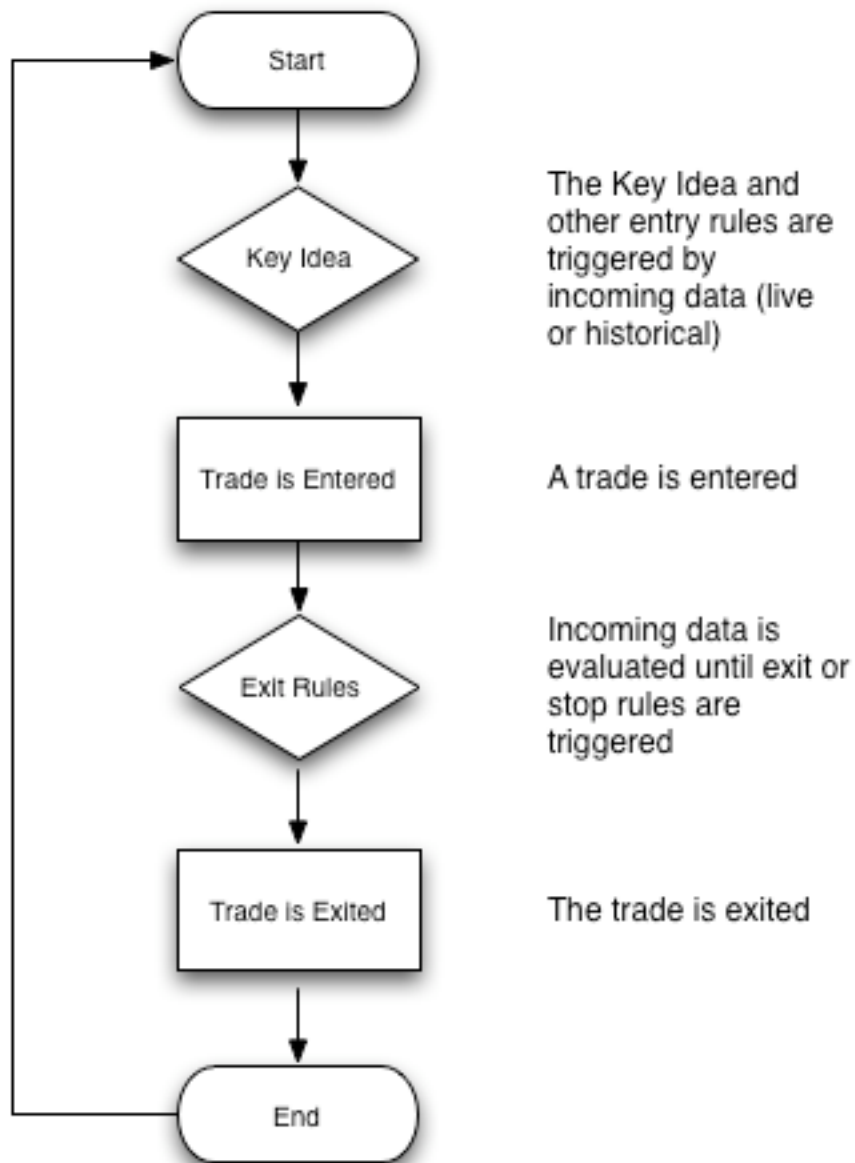 Start
Key Idea
The Key Idea and
other entry rules are
triggered by
incoming data (live
or historical)
Trade is Entered
A trade is entered
Exit Rules
Incoming data is
evaluated until exit or
stop rules are
triggered
Trade is Exited
The trade is exited
End